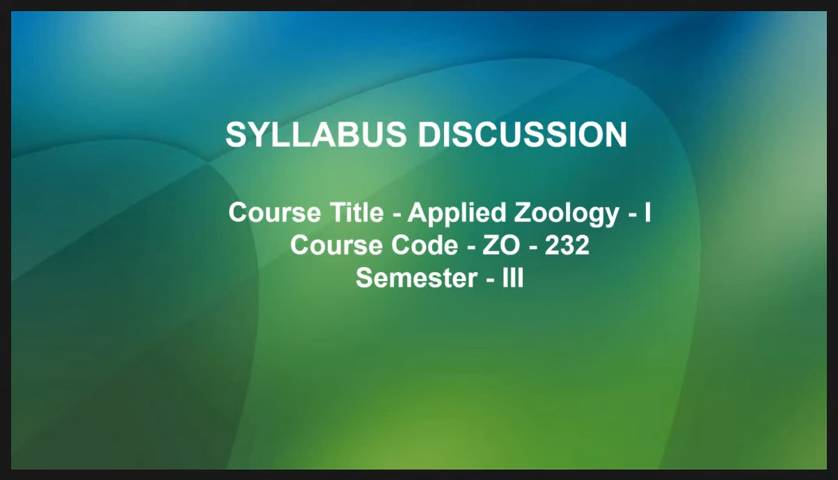 SYLLABUS DISCUSSION
Course Title - Applied Zoology - I
Course Code - ZO - 232
Semester - III